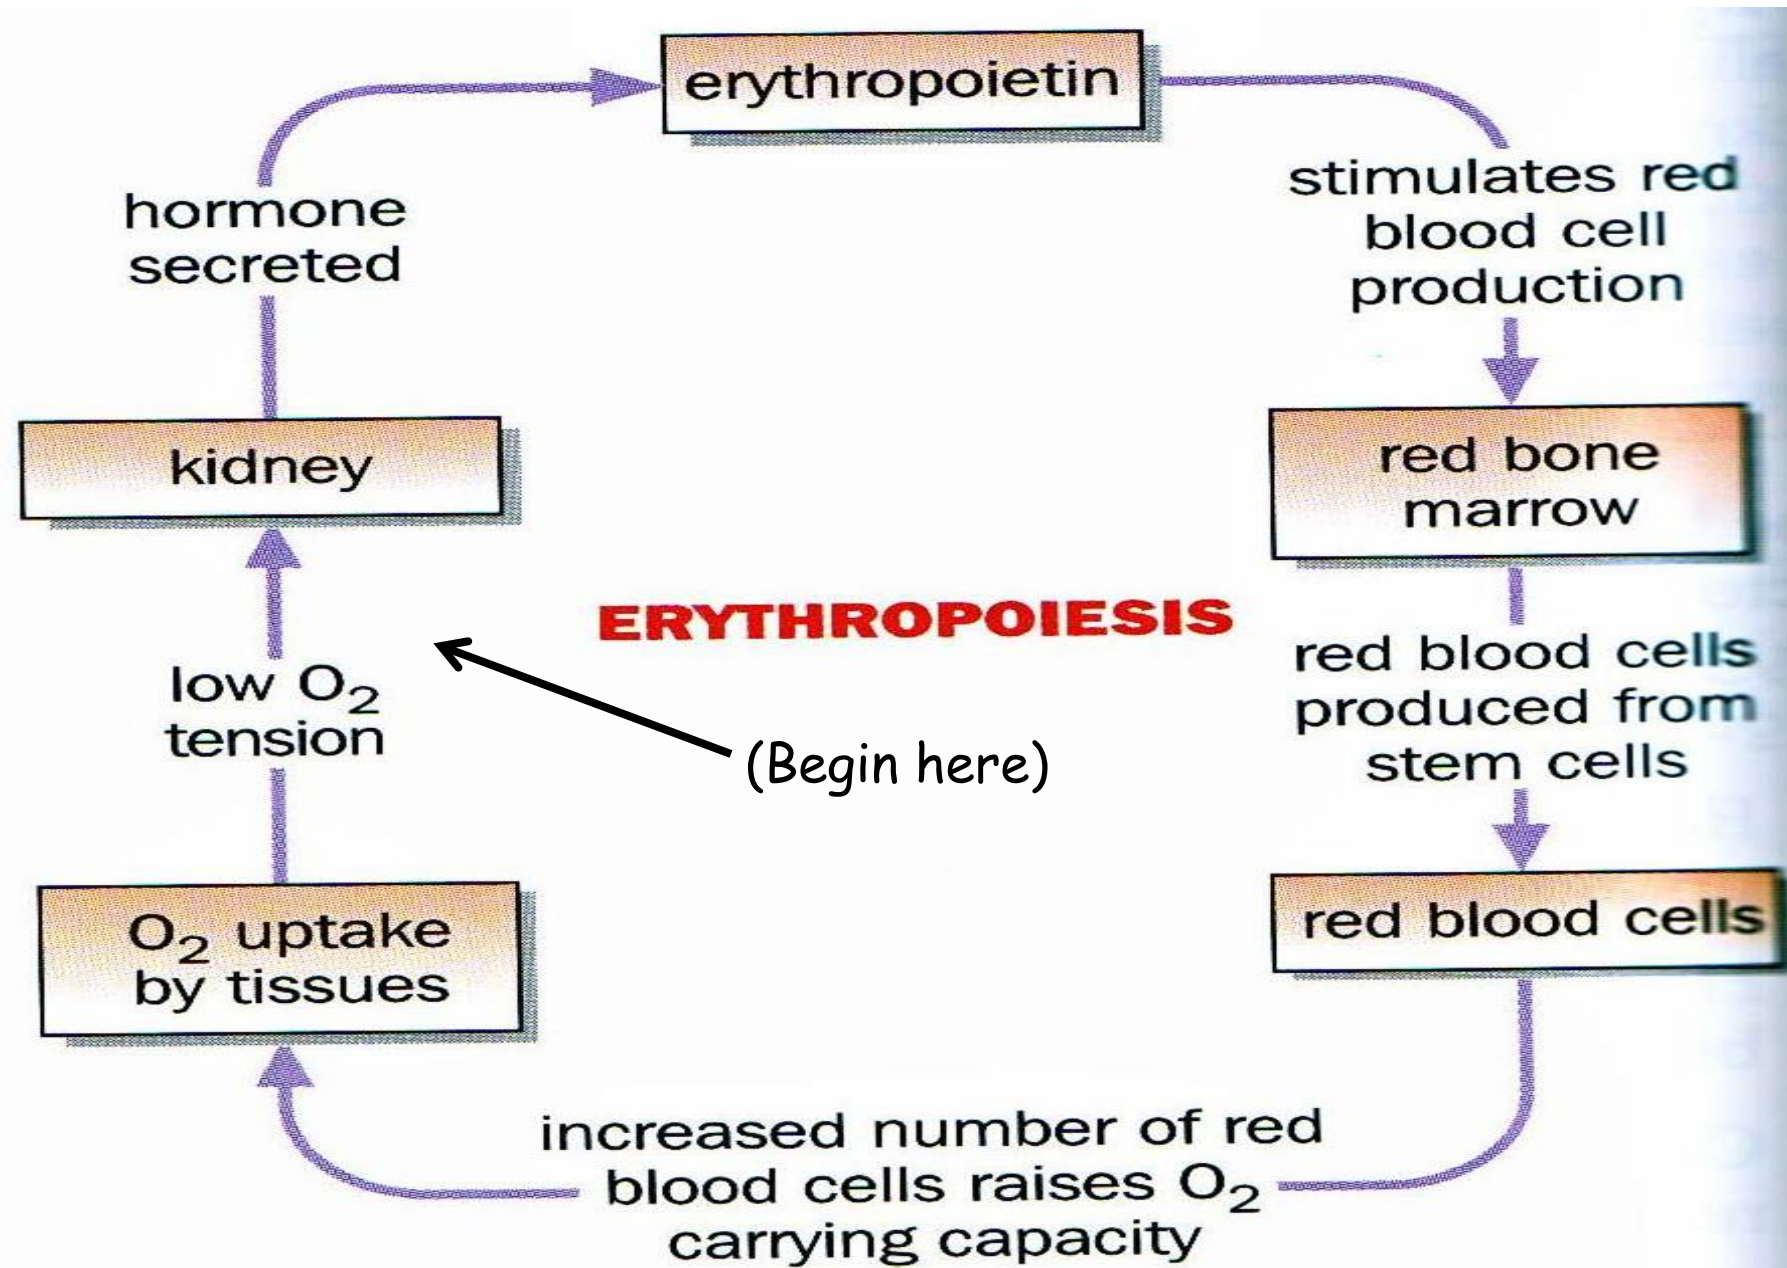 erythropoietin
hormone
secreted
stimulates red
blood cell
production
kidney
red bone
marrow
ERYTHROPOIESIS
low O₂
tension
(Begin here)
red blood cells
produced from
stem cells
O₂ uptake
by tissues
red blood cells
increased number of red
blood cells raises O₂
carrying capacity